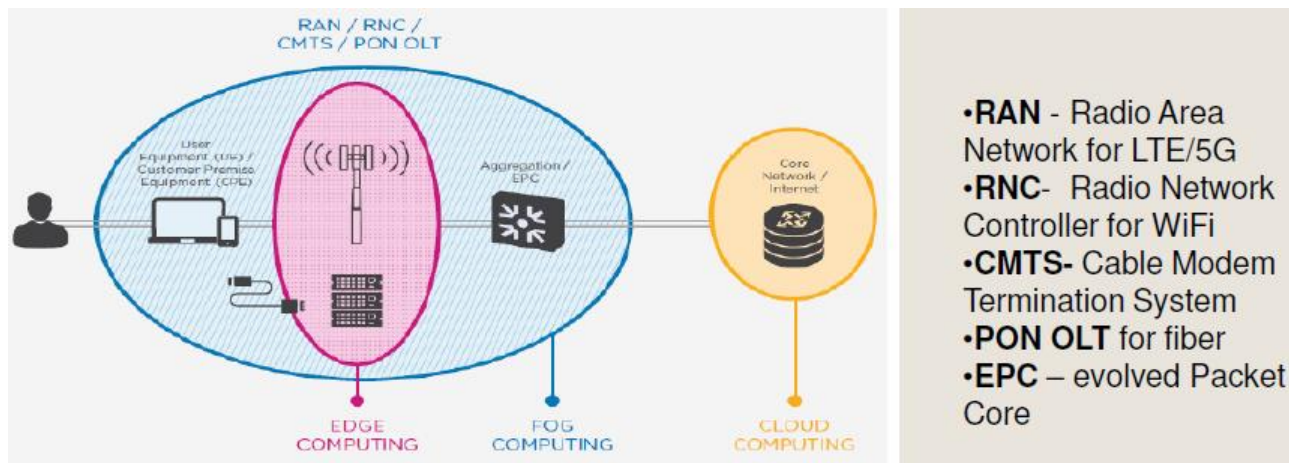 RAN / RNC /
CMTS / PON OLT
User
Equipment (UE) /
Customer Premise
Equipment (CPE)
Aggregation /
EPC
Core
Network /
Internet
EDGE
COMPUTING
FOG
COMPUTING
CLOUD
COMPUTING
•RAN - Radio Area
Network for LTE/5G
•RNC- Radio Network
Controller for WiFi
•CMTS- Cable Modem
Termination System
•PON OLT for fiber
•EPC – evolved Packet
Core